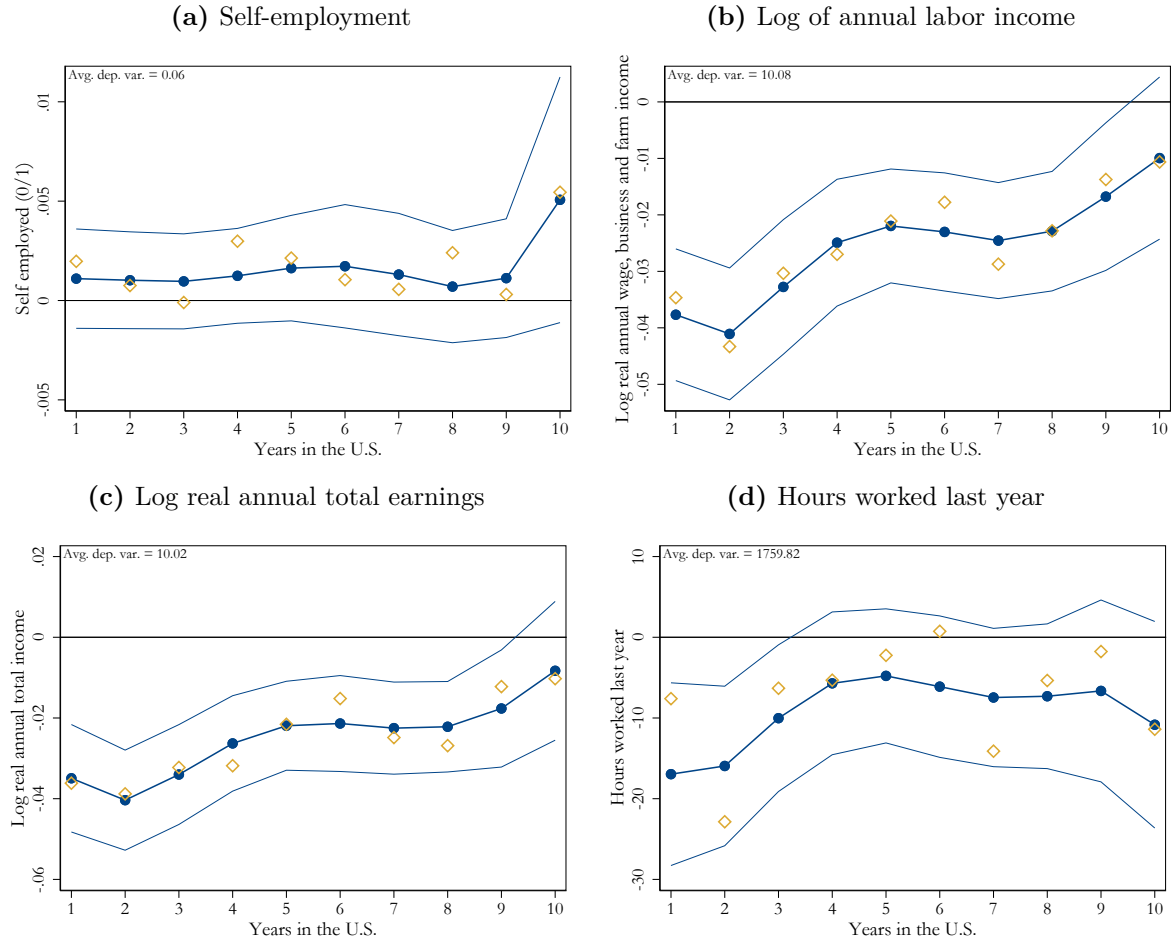 (a) Self-employment
Avg. dep. var. = 0.06
Self employed (0/1)
.01
.005
0
-.005
1 2 3 4 5 6 7 8 9 10
Years in the U.S.
(b) Log of annual labor income
Avg. dep. var. = 10.08
Log real annual wage, business and farm income
0
-.01
-.02
-.03
-.04
-.05
1 2 3 4 5 6 7 8 9 10
Years in the U.S.
(c) Log real annual total earnings
Avg. dep. var. = 10.02
Log real annual total income
.02
0
-.02
-.04
-.06
1 2 3 4 5 6 7 8 9 10
Years in the U.S.
(d) Hours worked last year
Avg. dep. var. = 1759.82
Hours worked last year
10
0
-10
-20
-30
1 2 3 4 5 6 7 8 9 10
Years in the U.S.